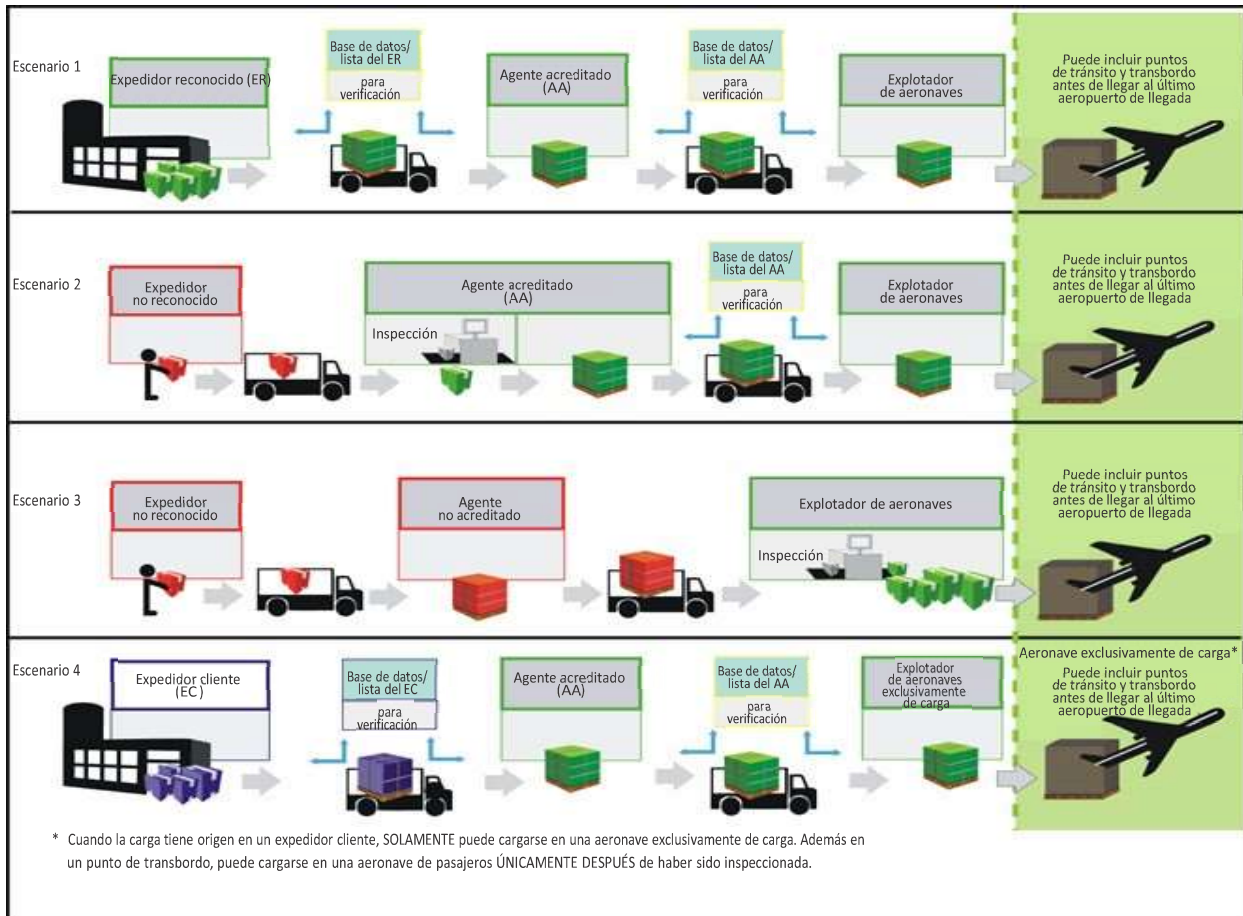 Escenario 1
Expedidor reconocido (ER)
Base de datos/
lista del ER
para
verificación
Agente acreditado
(AA)
Base de datos/
lista del AA
para
verificación
Explotador
de aeronaves
Puede incluir puntos
de tránsito y transbordo
antes de llegar al último
aeropuerto de llegada
Escenario 2
Expedidor
no reconocido
Agente acreditado
(AA)
Inspección
Base de datos/
lista del AA
para
verificación
Explotador
de aeronaves
Puede incluir puntos
de tránsito y transbordo
antes de llegar al último
aeropuerto de llegada
Escenario 3
Expedidor
no reconocido
Agente
no acreditado
Explotador de aeronaves
Inspección
Puede incluir puntos
de tránsito y transbordo
antes de llegar al último
aeropuerto de llegada
Escenario 4
Expedidor cliente
(EC)
Base de datos/
lista del EC
para
verificación
Agente acreditado
(AA)
Base de datos/
lista del AA
para
verificación
Explotador
de aeronaves
exclusivamente
de carga
Aeronave exclusivamente de carga*
Puede incluir puntos
de tránsito y transbordo
antes de llegar al último
aeropuerto de llegada
* Cuando la carga tiene origen en un expedidor cliente, SOLAMENTE puede cargarse en una aeronave exclusivamente de carga. Además en
un punto de transbordo, puede cargarse en una aeronave de pasajeros ÚNICAMENTE DESPUÉS de haber sido inspeccionada.